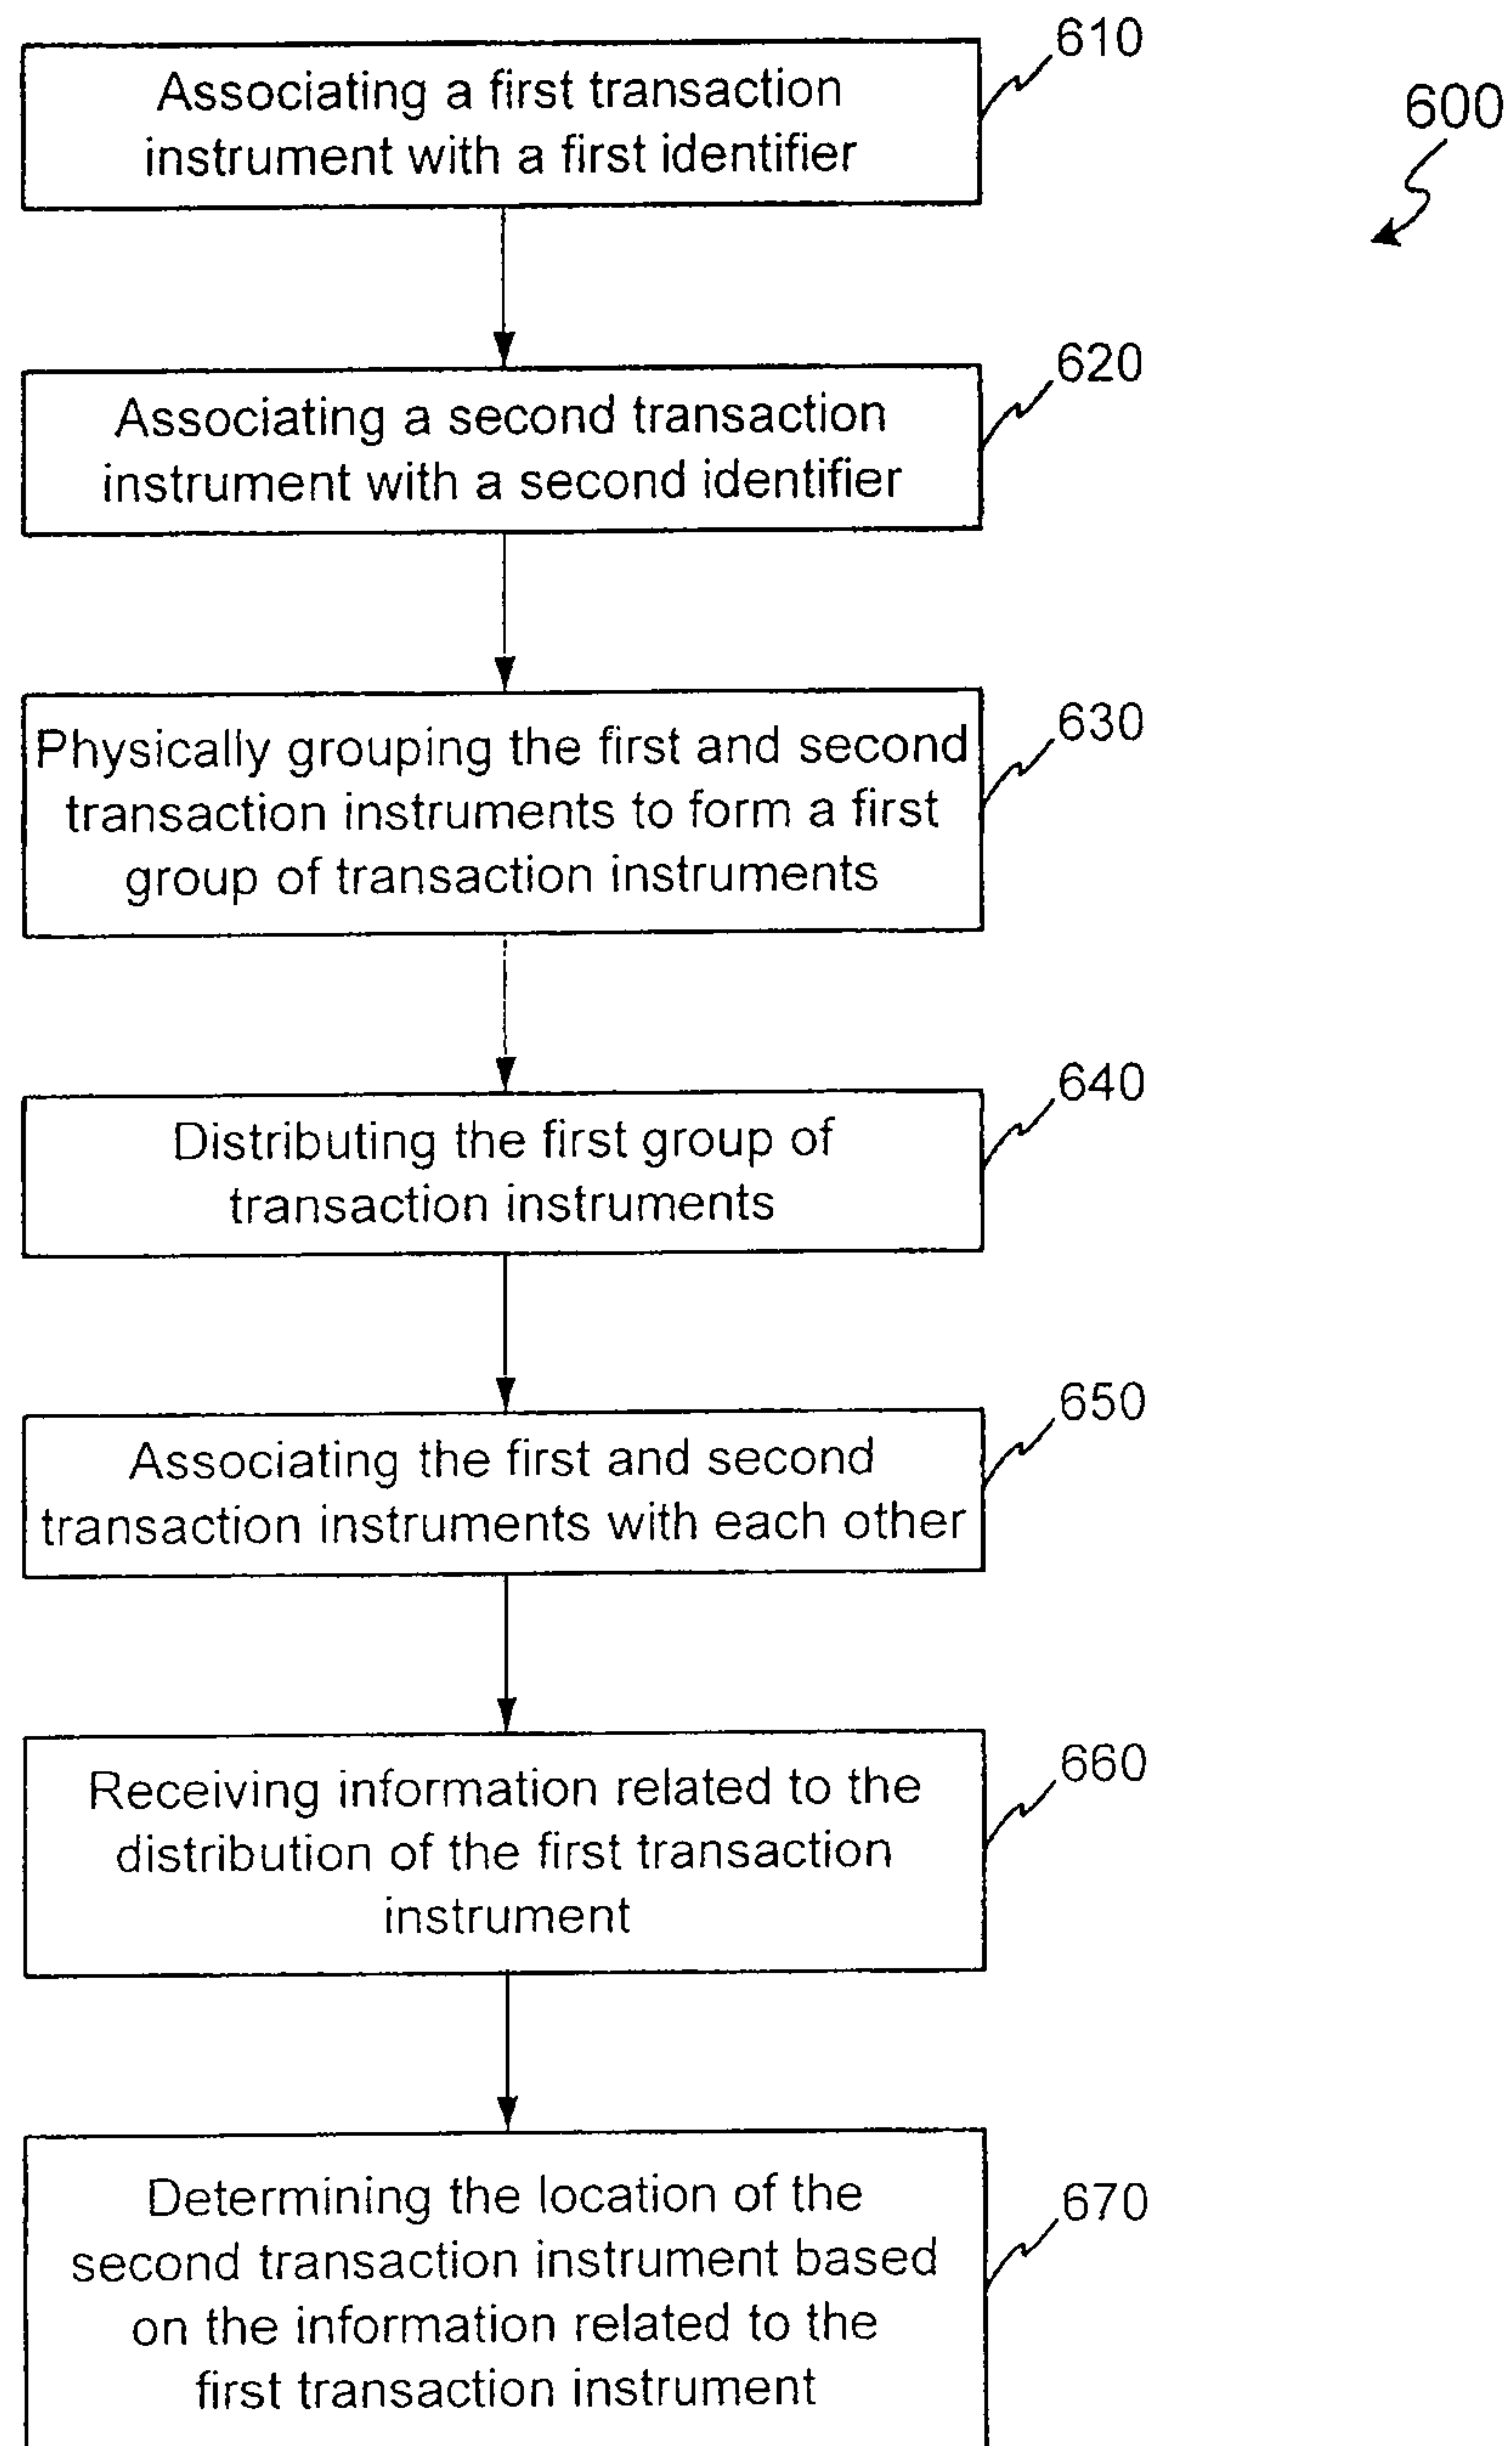 610
Associating a first transaction
instrument with a first identifier
600
620
Associating a second transaction
instrument with a second identifier
630
Physically grouping the first and second
transaction instruments to form a first
group of transaction instruments
640
Distributing the first group of
transaction instruments
650
Associating the first and second
transaction instruments with each other
660
Receiving information related to the
distribution of the first transaction
instrument
670
Determining the location of the
second transaction instrument based
on the information related to the
first transaction instrument